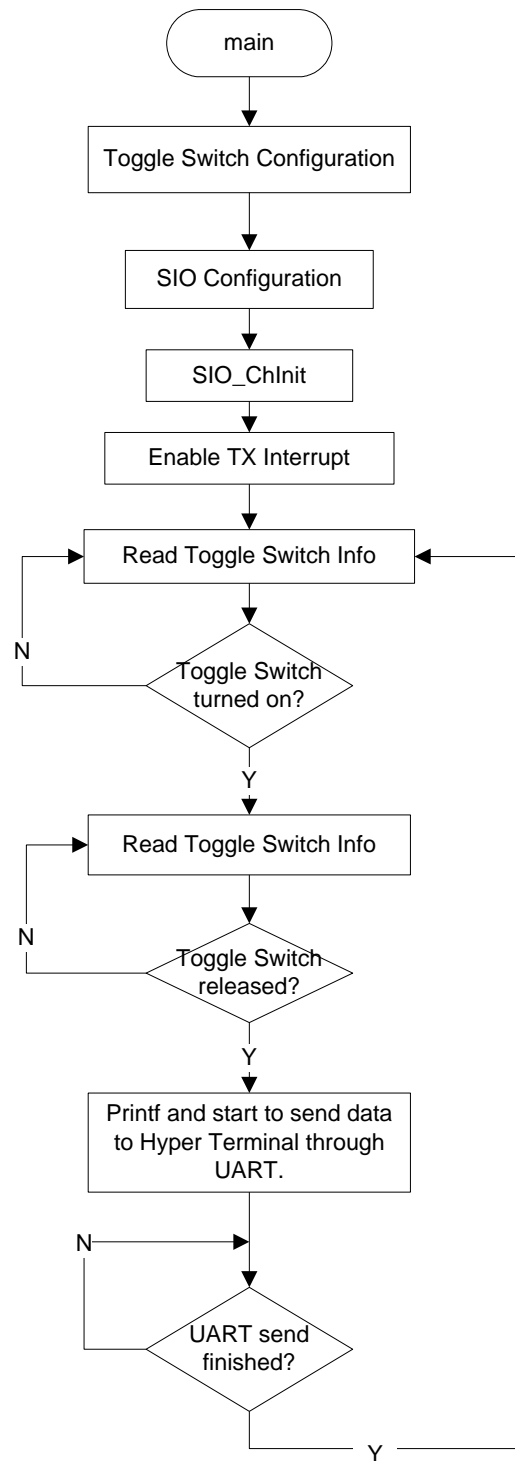 main
Toggle Switch Configuration
SIO Configuration
SIO_ChInit
Enable TX Interrupt
Read Toggle Switch Info
N
Toggle Switch
turned on?
Y
Read Toggle Switch Info
N
Toggle Switch
released?
Y
Printf and start to send data
to Hyper Terminal through
UART.
N
UART send
finished?
Y